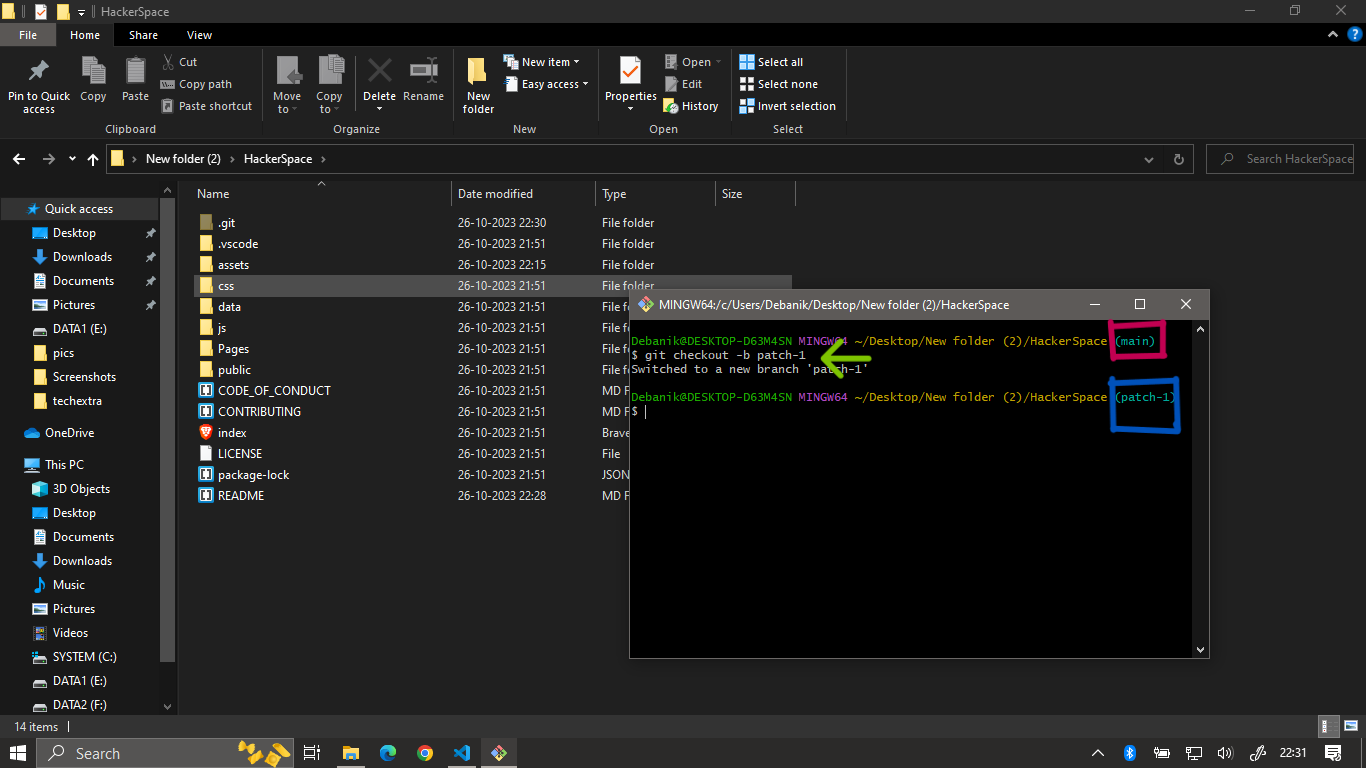 HackerSpace
File Home Share View
Pin to Quick access
Copy
Paste
Cut
Copy path
Paste shortcut
Clipboard
Move to
Copy to
Delete
Rename
Organize
New folder
New item
Easy access
New
Properties
Open
Edit
History
Open
Select all
Select none
Invert selection
Select
New folder (2) > HackerSpace >
Search HackerSpace
Quick access
Desktop
Downloads
Documents
Pictures
DATA1 (E:)
pics
Screenshots
techextra
OneDrive
This PC
3D Objects
Desktop
Documents
Downloads
Music
Pictures
Videos
SYSTEM (C:)
DATA1 (E:)
DATA2 (F:)
Name Date modified Type Size
.git 26-10-2023 22:30 File folder
.vscode 26-10-2023 21:51 File folder
assets 26-10-2023 22:15 File folder
css 26-10-2023 21:51 File folder
data 26-10-2023 21:51 File f
js 26-10-2023 21:51 File f
Pages 26-10-2023 21:51 File f
public 26-10-2023 21:51 File f
CODE_OF_CONDUCT 26-10-2023 21:51 MD F
CONTRIBUTING 26-10-2023 21:51 MD F
index 26-10-2023 21:51 Brave
LICENSE 26-10-2023 21:51 File
package-lock 26-10-2023 21:51 JSON
README 26-10-2023 22:28 MD F
MINGW64:/c/Users/Debanik/Desktop/New folder (2)/HackerSpace
Debanik@DESKTOP-D63M4SN MINGW64 ~/Desktop/New folder (2)/HackerSpace (main)
$ git checkout -b patch-1
Switched to a new branch 'patch-1'
Debanik@DESKTOP-D63M4SN MINGW64 ~/Desktop/New folder (2)/HackerSpace (patch-1)
$
14 items
Search
22:31